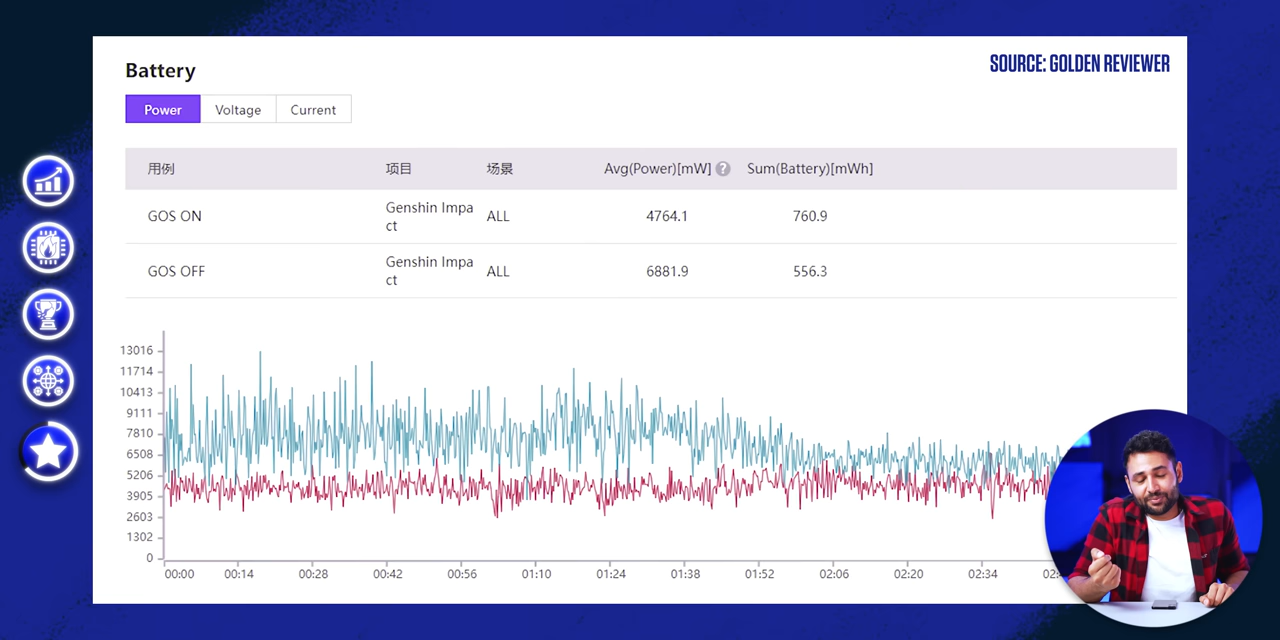 SOURCE: GOLDEN REVIEWER
Battery
Power Voltage Current
用例 项目 场景 Avg(Power)[mW] ? Sum(Battery)[mWh]
GOS ON Genshin Impa
ct ALL 4764.1 760.9
GOS OFF Genshin Impa
ct ALL 6881.9 556.3
13016
11714
10413
9111
7810
6508
5206
3905
2603
1302
0
00:00 00:14 00:28 00:42 00:56 01:10 01:24 01:38 01:52 02:06 02:20 02:34